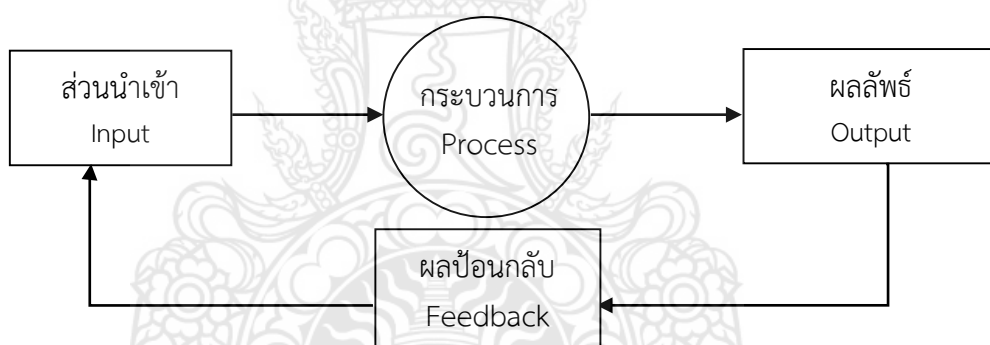 ส่วนนำเข้า
Input
กระบวนการ
Process
ผลลัพธ์
Output
ผลป้อนกลับ
Feedback